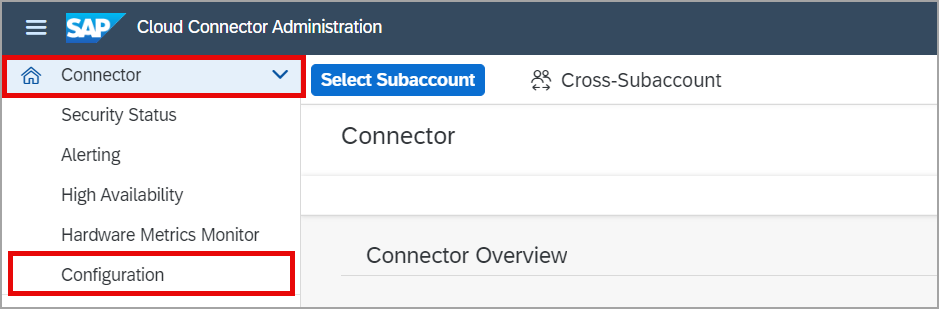 SAP Cloud Connector Administration
Connector
Select Subaccount
Cross-Subaccount
Security Status
Connector
Alerting
High Availability
Hardware Metrics Monitor
Connector Overview
Configuration